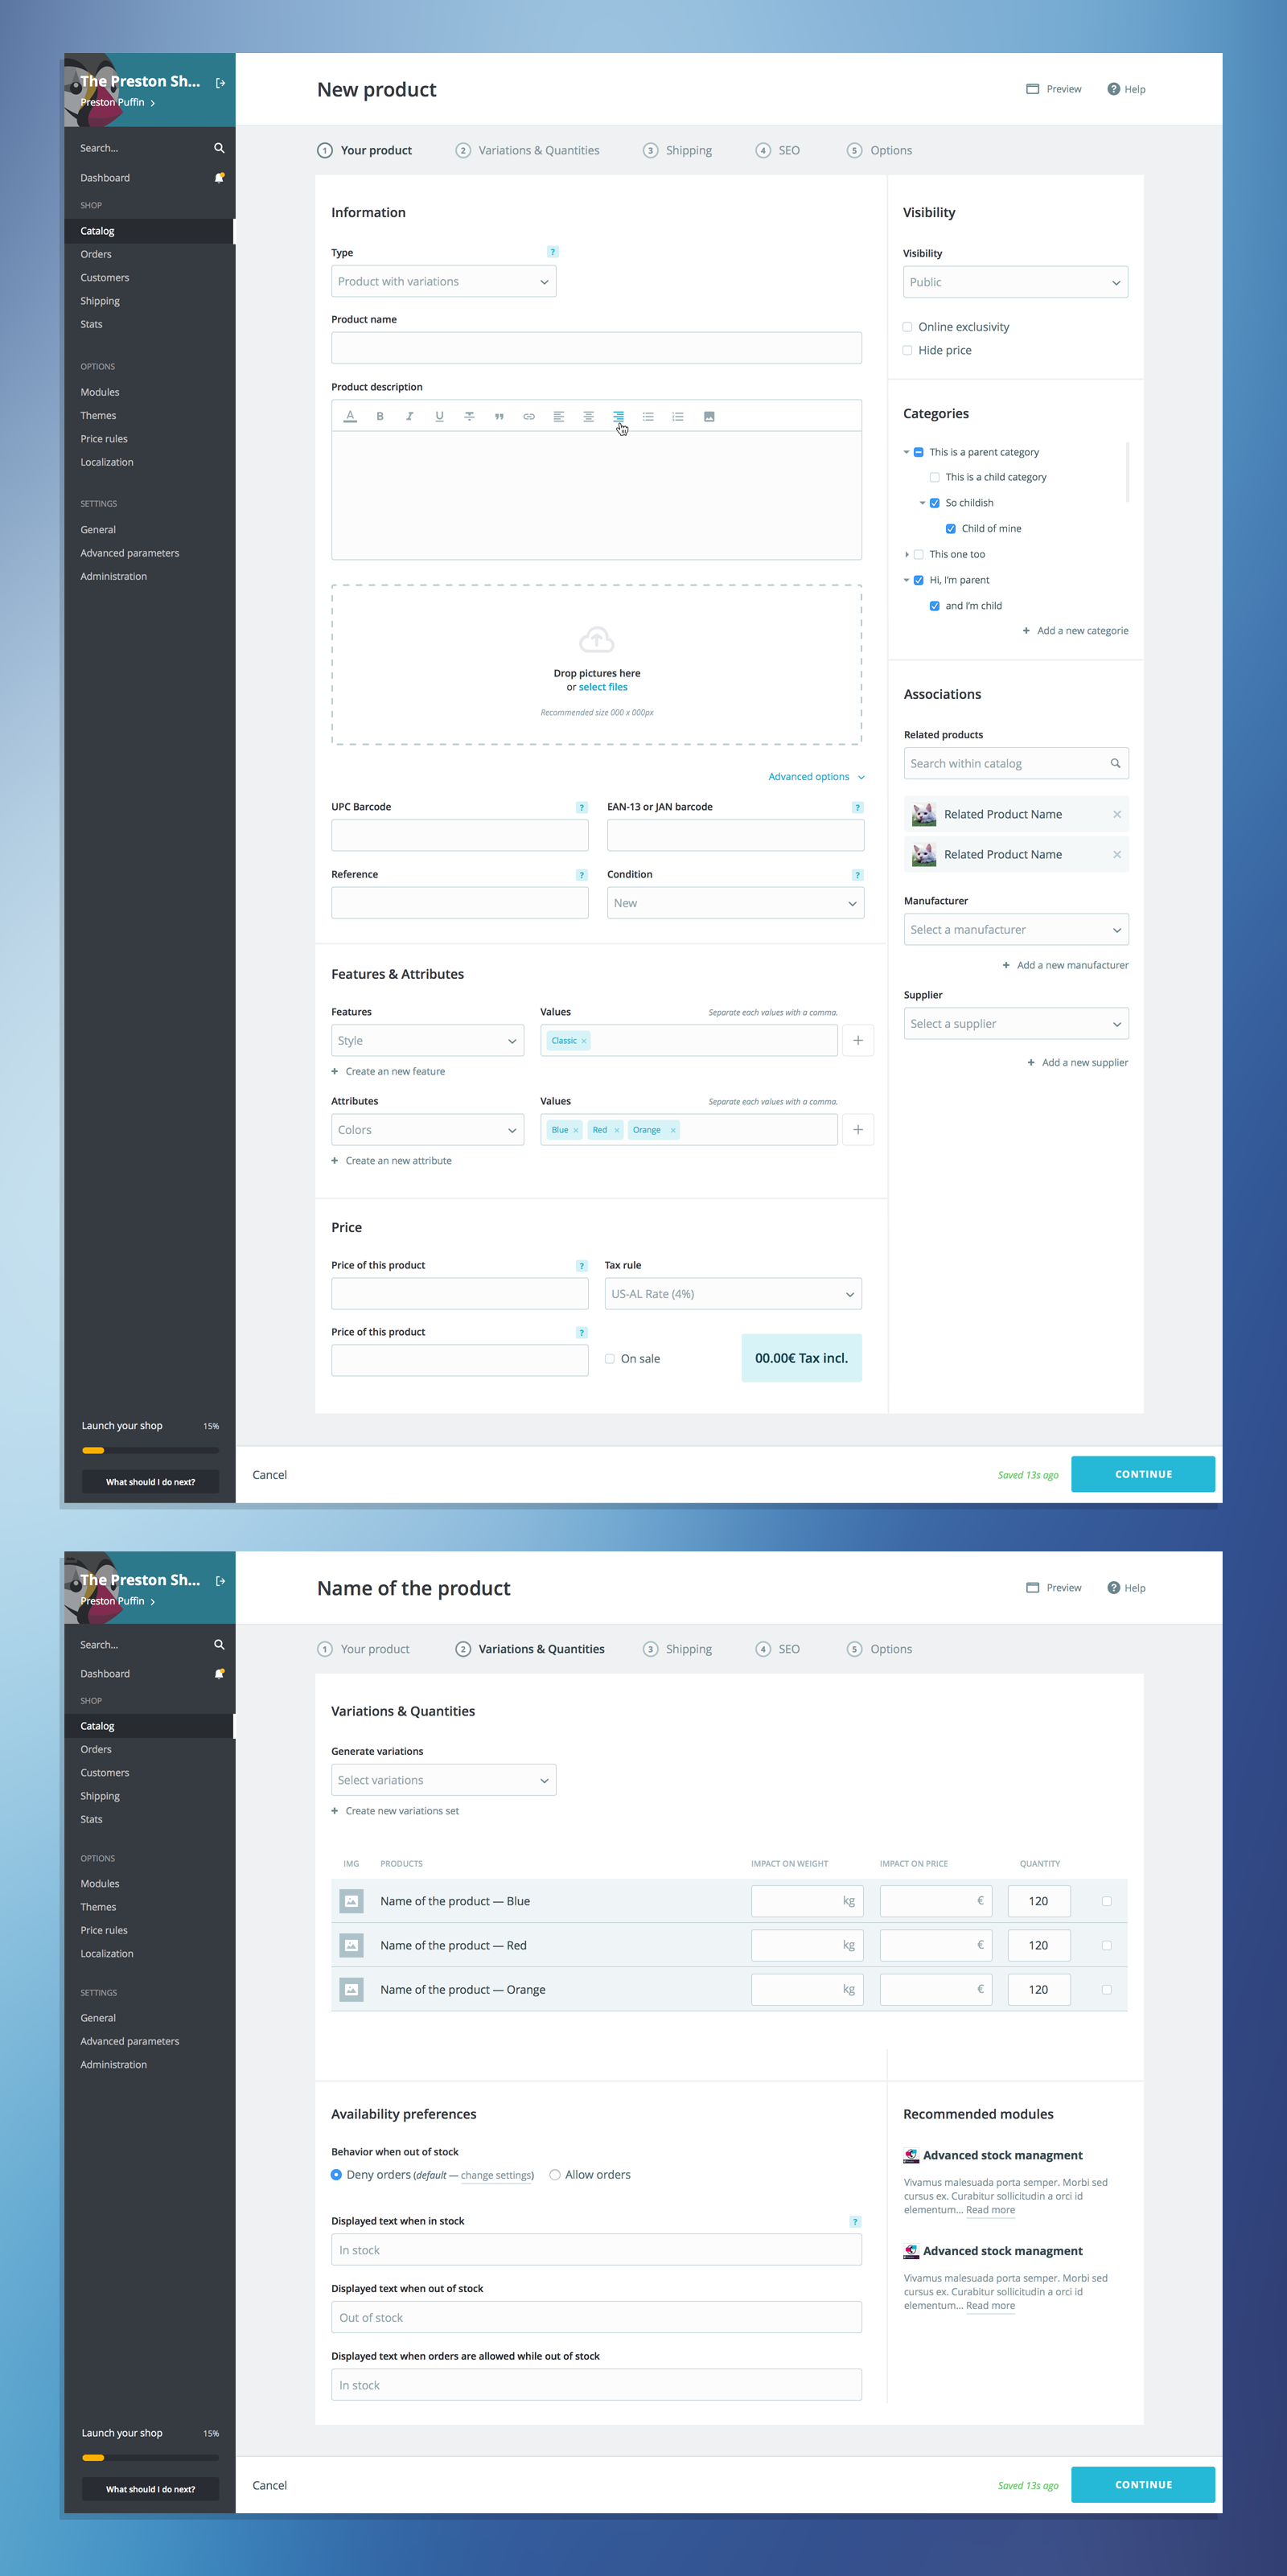 The Preston Sh...
Preston Puffin
Search...
Dashboard
SHOP
Catalog
Orders
Customers
Shipping
Stats
OPTIONS
Modules
Themes
Price rules
Localization
SETTINGS
General
Advanced parameters
Administration
Launch your shop 15%
What should I do next?
New product
Preview
? Help
1 Your product
2 Variations & Quantities
3 Shipping
4 SEO
5 Options
Information
Type ?
Product with variations
Product name
Product description
A B I U
Drop pictures here
or select files
Recommended size 000 x 000px
Advanced options
UPC Barcode ?
EAN-13 or JAN barcode ?
Reference ?
Condition ?
New
Features & Attributes
Features
Values
Separate each values with a comma.
Style
Classic ×
+
+ Create an new feature
Attributes
Values
Separate each values with a comma.
Colors
Blue × Red × Orange ×
+
+ Create an new attribute
Price
Price of this product ?
Tax rule
US-AL Rate (4%)
Price of this product ?
On sale
00.00€ Tax incl.
Visibility
Visibility
Public
Online exclusivity
Hide price
Categories
This is a parent category
This is a child category
So childish
Child of mine
This one too
Hi, I'm parent
and I'm child
+ Add a new categorie
Associations
Related products
Search within catalog
Related Product Name ×
Related Product Name ×
Manufacturer
Select a manufacturer
+ Add a new manufacturer
Supplier
Select a supplier
+ Add a new supplier
Cancel
Saved 13s ago
CONTINUE
The Preston Sh...
Preston Puffin
Search...
Dashboard
SHOP
Catalog
Orders
Customers
Shipping
Stats
OPTIONS
Modules
Themes
Price rules
Localization
SETTINGS
General
Advanced parameters
Administration
Launch your shop 15%
What should I do next?
Name of the product
Preview
? Help
1 Your product
2 Variations & Quantities
3 Shipping
4 SEO
5 Options
Variations & Quantities
Generate variations
Select variations
+ Create new variations set
IMG PRODUCTS IMPACT ON WEIGHT IMPACT ON PRICE QUANTITY
Name of the product — Blue kg € 120
Name of the product — Red kg € 120
Name of the product — Orange kg € 120
Availability preferences
Behavior when out of stock
Deny orders (default — change settings)
Allow orders
Displayed text when in stock ?
In stock
Displayed text when out of stock
Out of stock
Displayed text when orders are allowed while out of stock
In stock
Recommended modules
Advanced stock managment
Vivamus malesuada porta semper. Morbi sed
cursus ex. Curabitur sollicitudin a orci id
elementum... Read more
Advanced stock managment
Vivamus malesuada porta semper. Morbi sed
cursus ex. Curabitur sollicitudin a orci id
elementum... Read more
Cancel
Saved 13s ago
CONTINUE